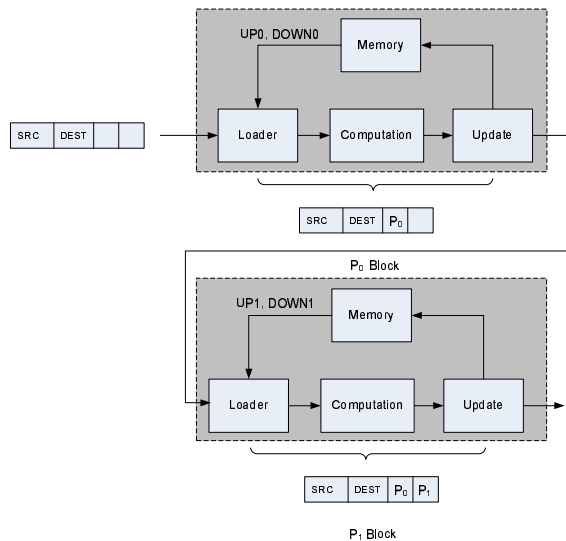 UP0, DOWN0
Memory
SRC DEST
Loader
Computation
Update
SRC DEST P₀
P₀ Block
UP1, DOWN1
Memory
Loader
Computation
Update
SRC DEST P₀ P₁
P₁ Block